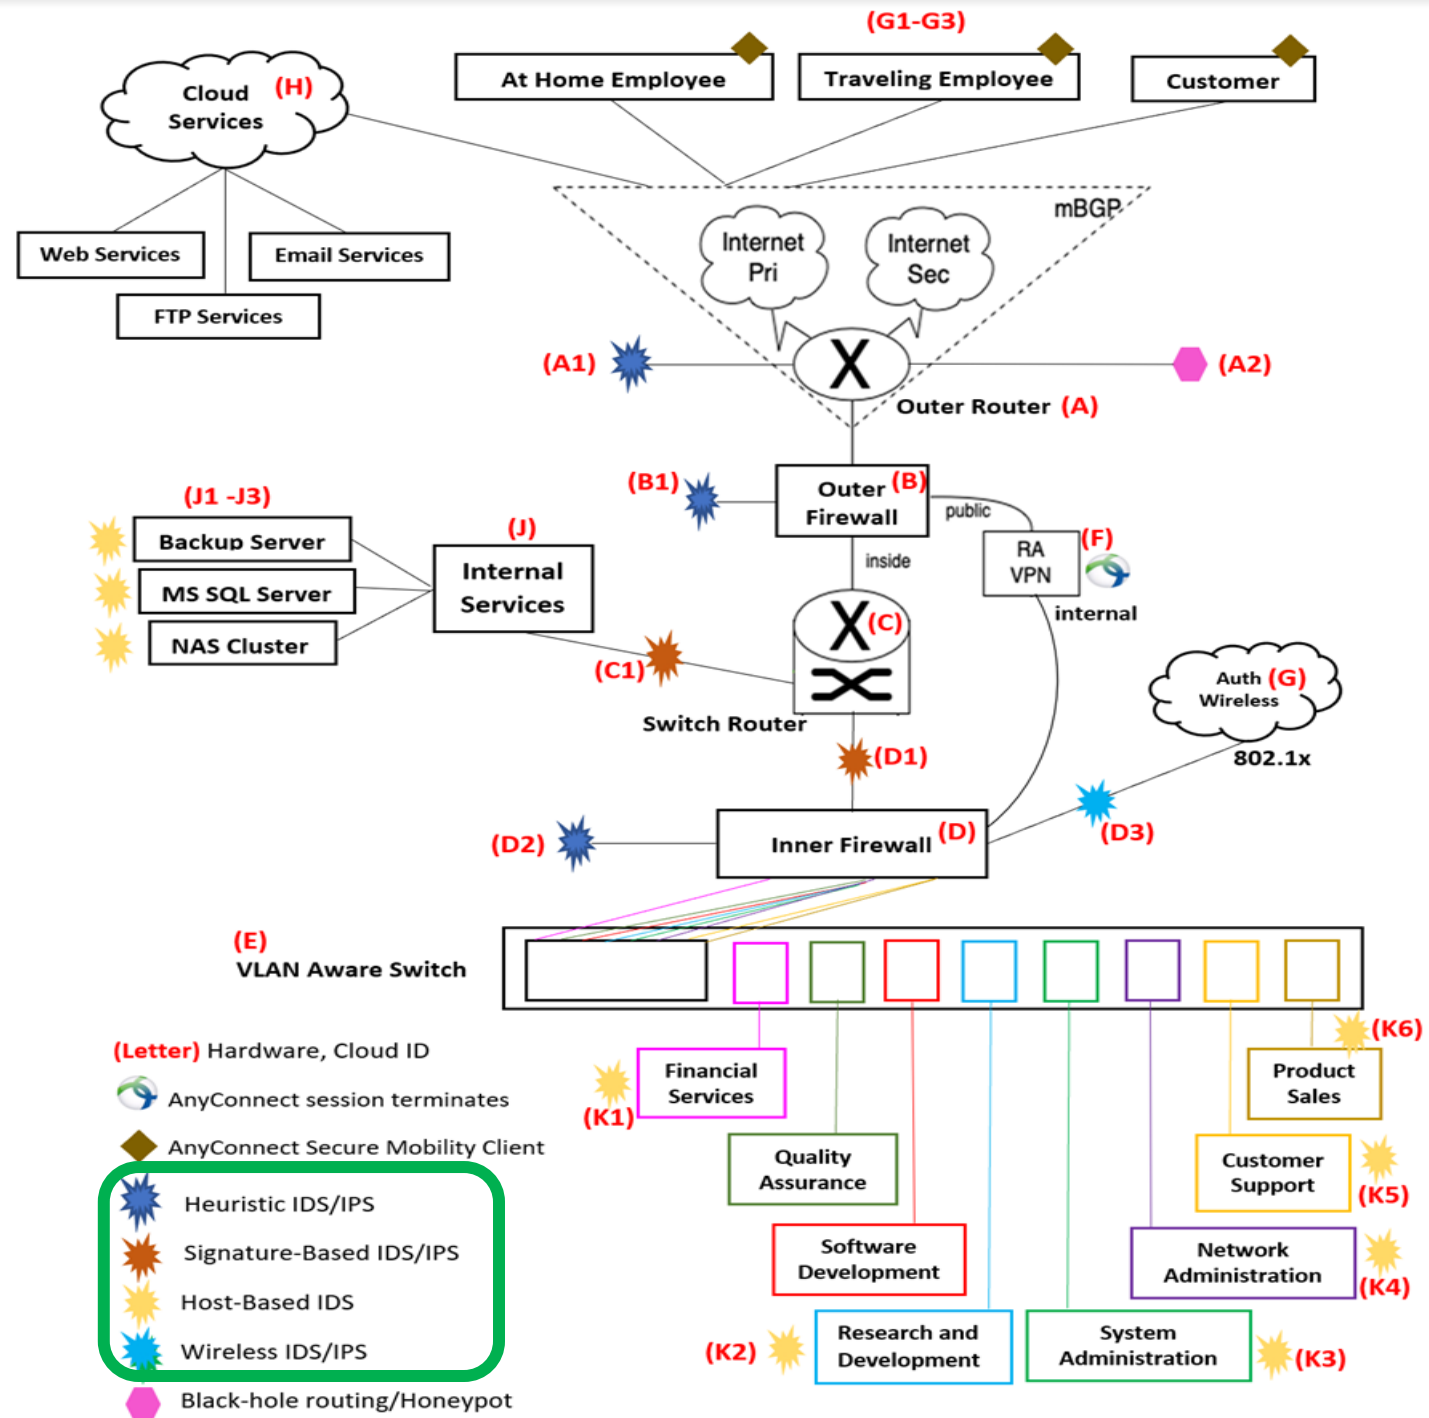 (G1-G3)
Cloud (H)
Services
At Home Employee
Traveling Employee
Customer
mBGP
Internet
Pri
Internet
Sec
Web Services
Email Services
FTP Services
(A1)
(A2)
Outer Router (A)
(B1)
Outer (B)
Firewall
public
inside
(F)
RA
VPN
internal
(J1 -J3)
Backup Server
MS SQL Server
NAS Cluster
(J)
Internal
Services
(C1)
(C)
Switch Router
Auth (G)
Wireless
802.1x
(D1)
(D3)
(D2)
Inner Firewall (D)
(E)
VLAN Aware Switch
(K1)
Financial
Services
Quality
Assurance
Software
Development
(K2)
Research and
Development
System
Administration
(K3)
Network
Administration
(K4)
Customer
Support
(K5)
Product
Sales
(K6)
(Letter) Hardware, Cloud ID
AnyConnect session terminates
AnyConnect Secure Mobility Client
Heuristic IDS/IPS
Signature-Based IDS/IPS
Host-Based IDS
Wireless IDS/IPS
Black-hole routing/Honeypot